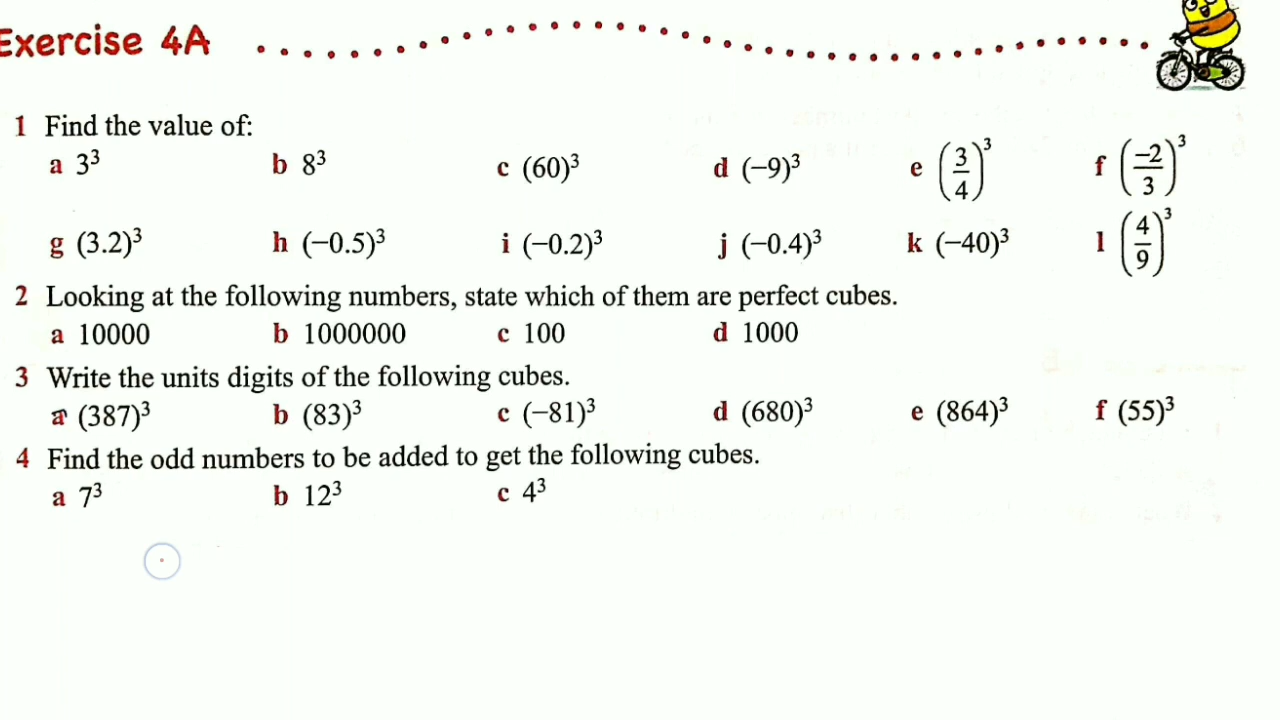 Exercise 4A
1 Find the value of:
a 3³ b 8³ c (60)³ d (−9)³ e (3/4)³ f (−2/3)³
g (3.2)³ h (−0.5)³ i (−0.2)³ j (−0.4)³ k (−40)³ l (4/9)³
2 Looking at the following numbers, state which of them are perfect cubes.
a 10000 b 1000000 c 100 d 1000
3 Write the units digits of the following cubes.
a (387)³ b (83)³ c (−81)³ d (680)³ e (864)³ f (55)³
4 Find the odd numbers to be added to get the following cubes.
a 7³ b 12³ c 4³